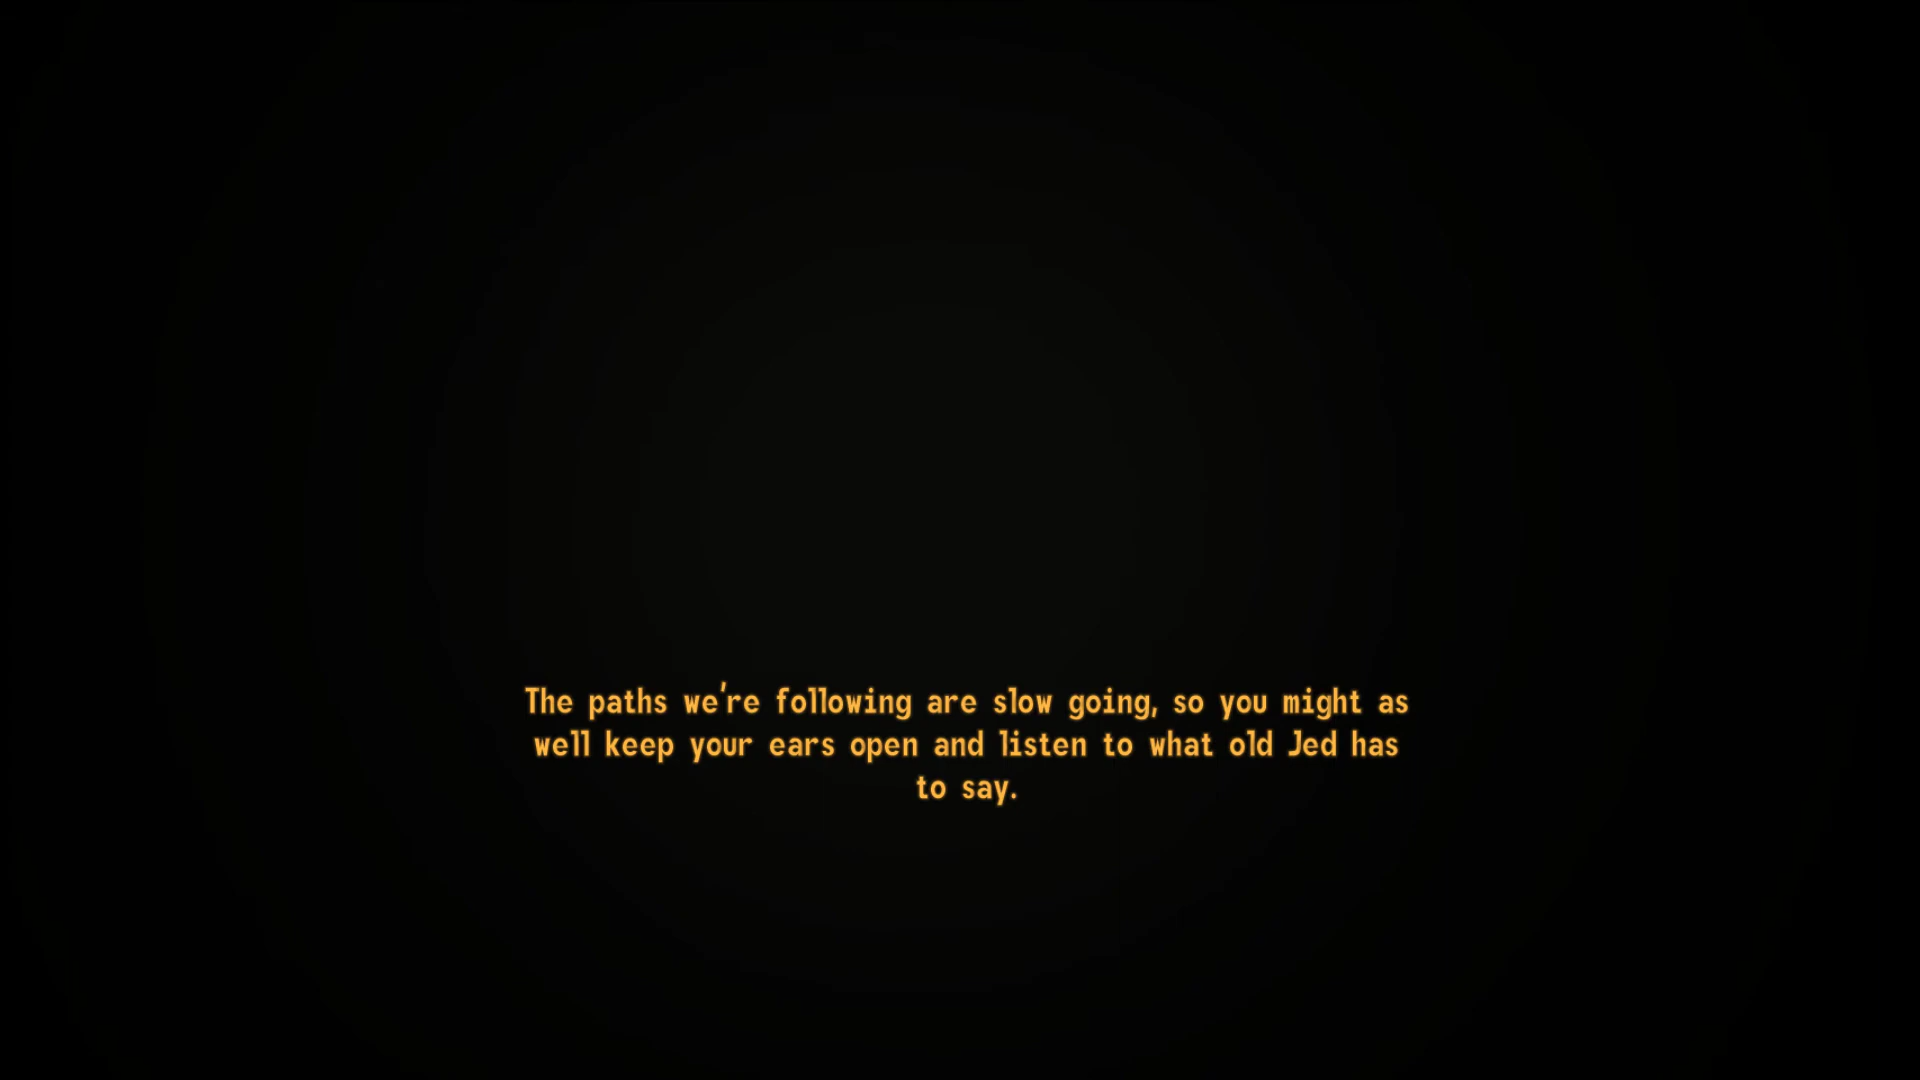 The paths we're following are slow going, so you might as
well keep your ears open and listen to what old Jed has
to say.